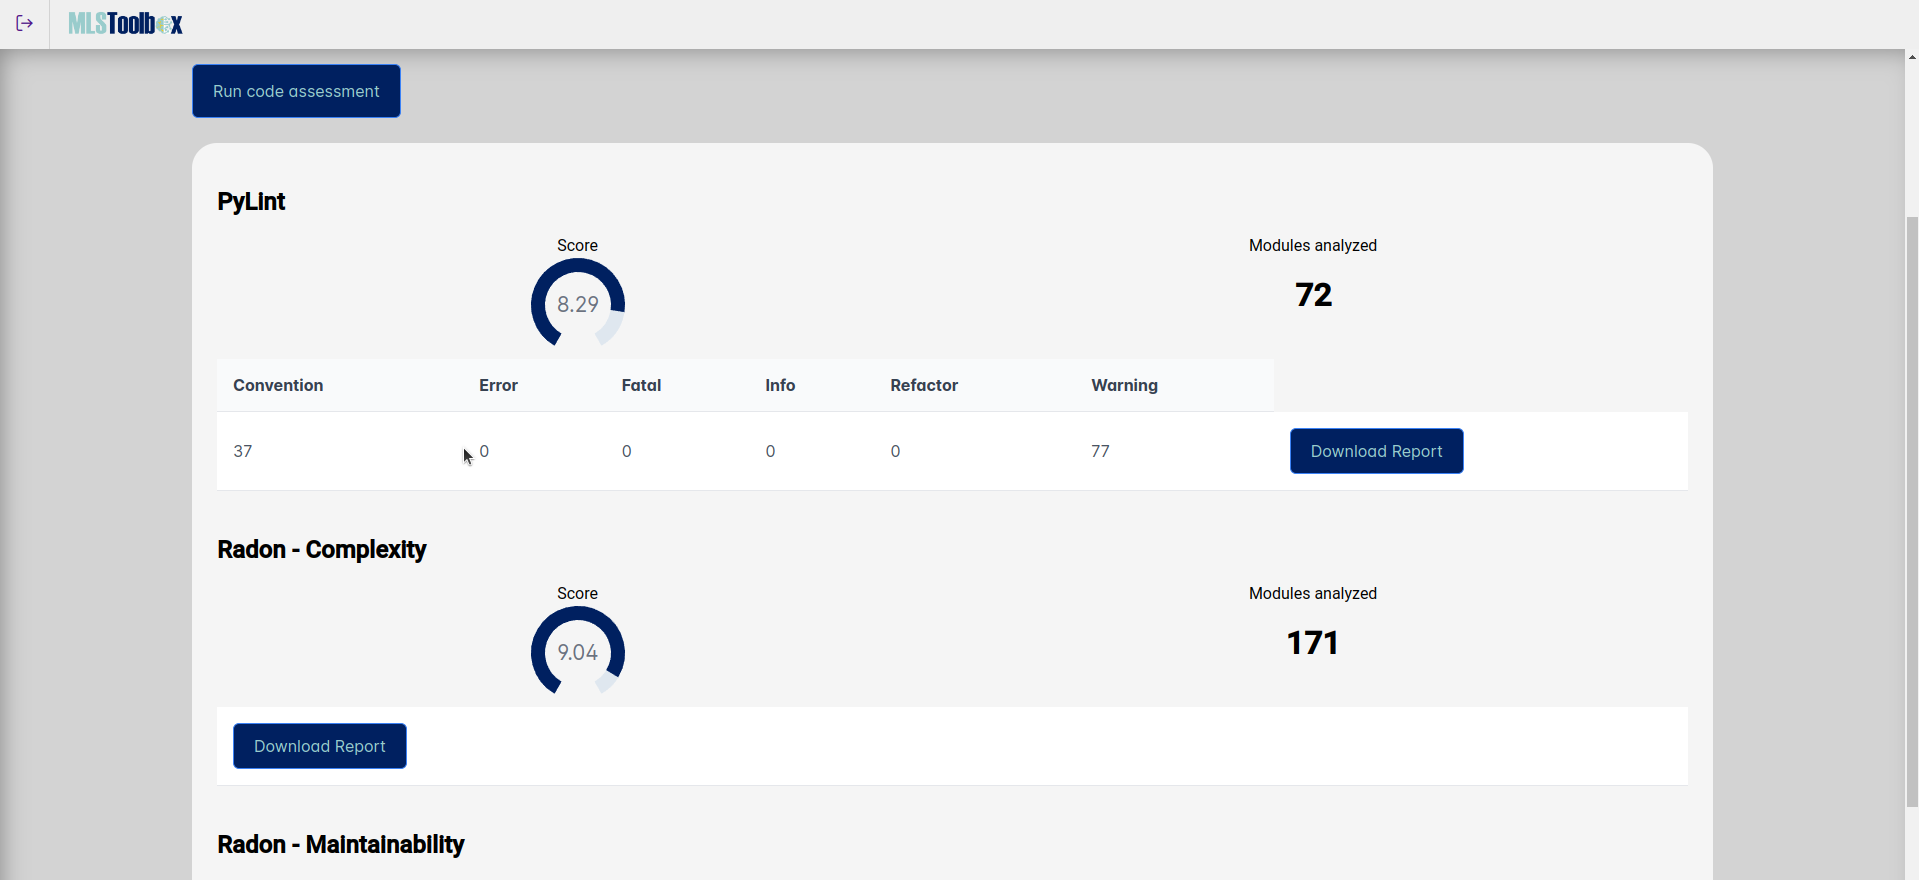 MLSToolbox
Run code assessment
PyLint
Score
Modules analyzed
8.29
72
Convention Error Fatal Info Refactor Warning
37 0 0 0 0 77 Download Report
Radon - Complexity
Score
Modules analyzed
9.04
171
Download Report
Radon - Maintainability